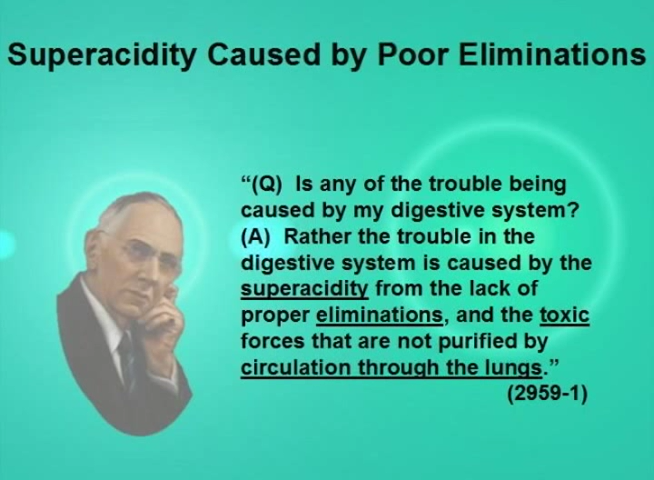 Superacidity Caused by Poor Eliminations
“(Q) Is any of the trouble being
caused by my digestive system?
(A) Rather the trouble in the
digestive system is caused by the
superacidity from the lack of
proper eliminations, and the toxic
forces that are not purified by
circulation through the lungs.”
(2959-1)